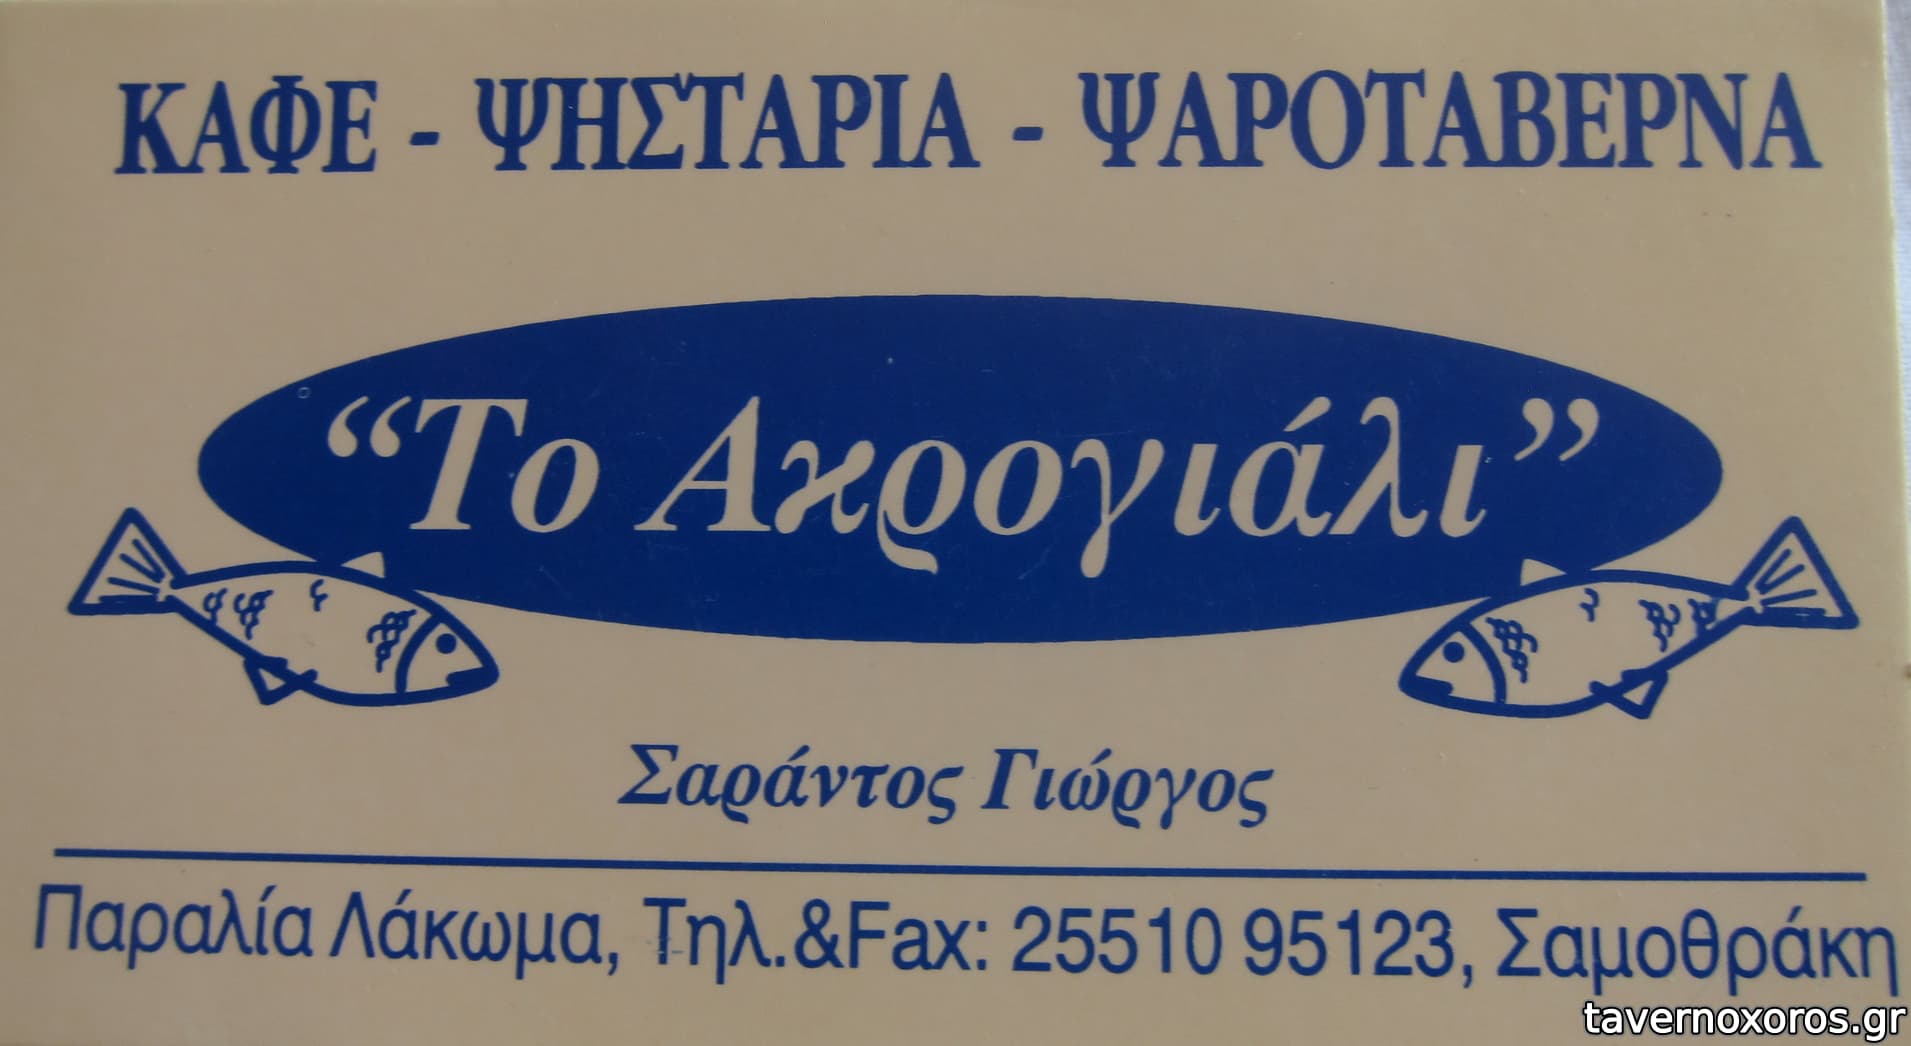 ΚΑΦΕ - ΨΗΣΤΑΡΙΑ - ΨΑΡΟΤΑΒΕΡΝΑ
“Το Ακρογιάλι”
Σαράντος Γιώργος
Παραλία Λάκωμα, Τηλ.&Fax: 25510 95123, Σαμοθράκη
tavernoxoros.gr